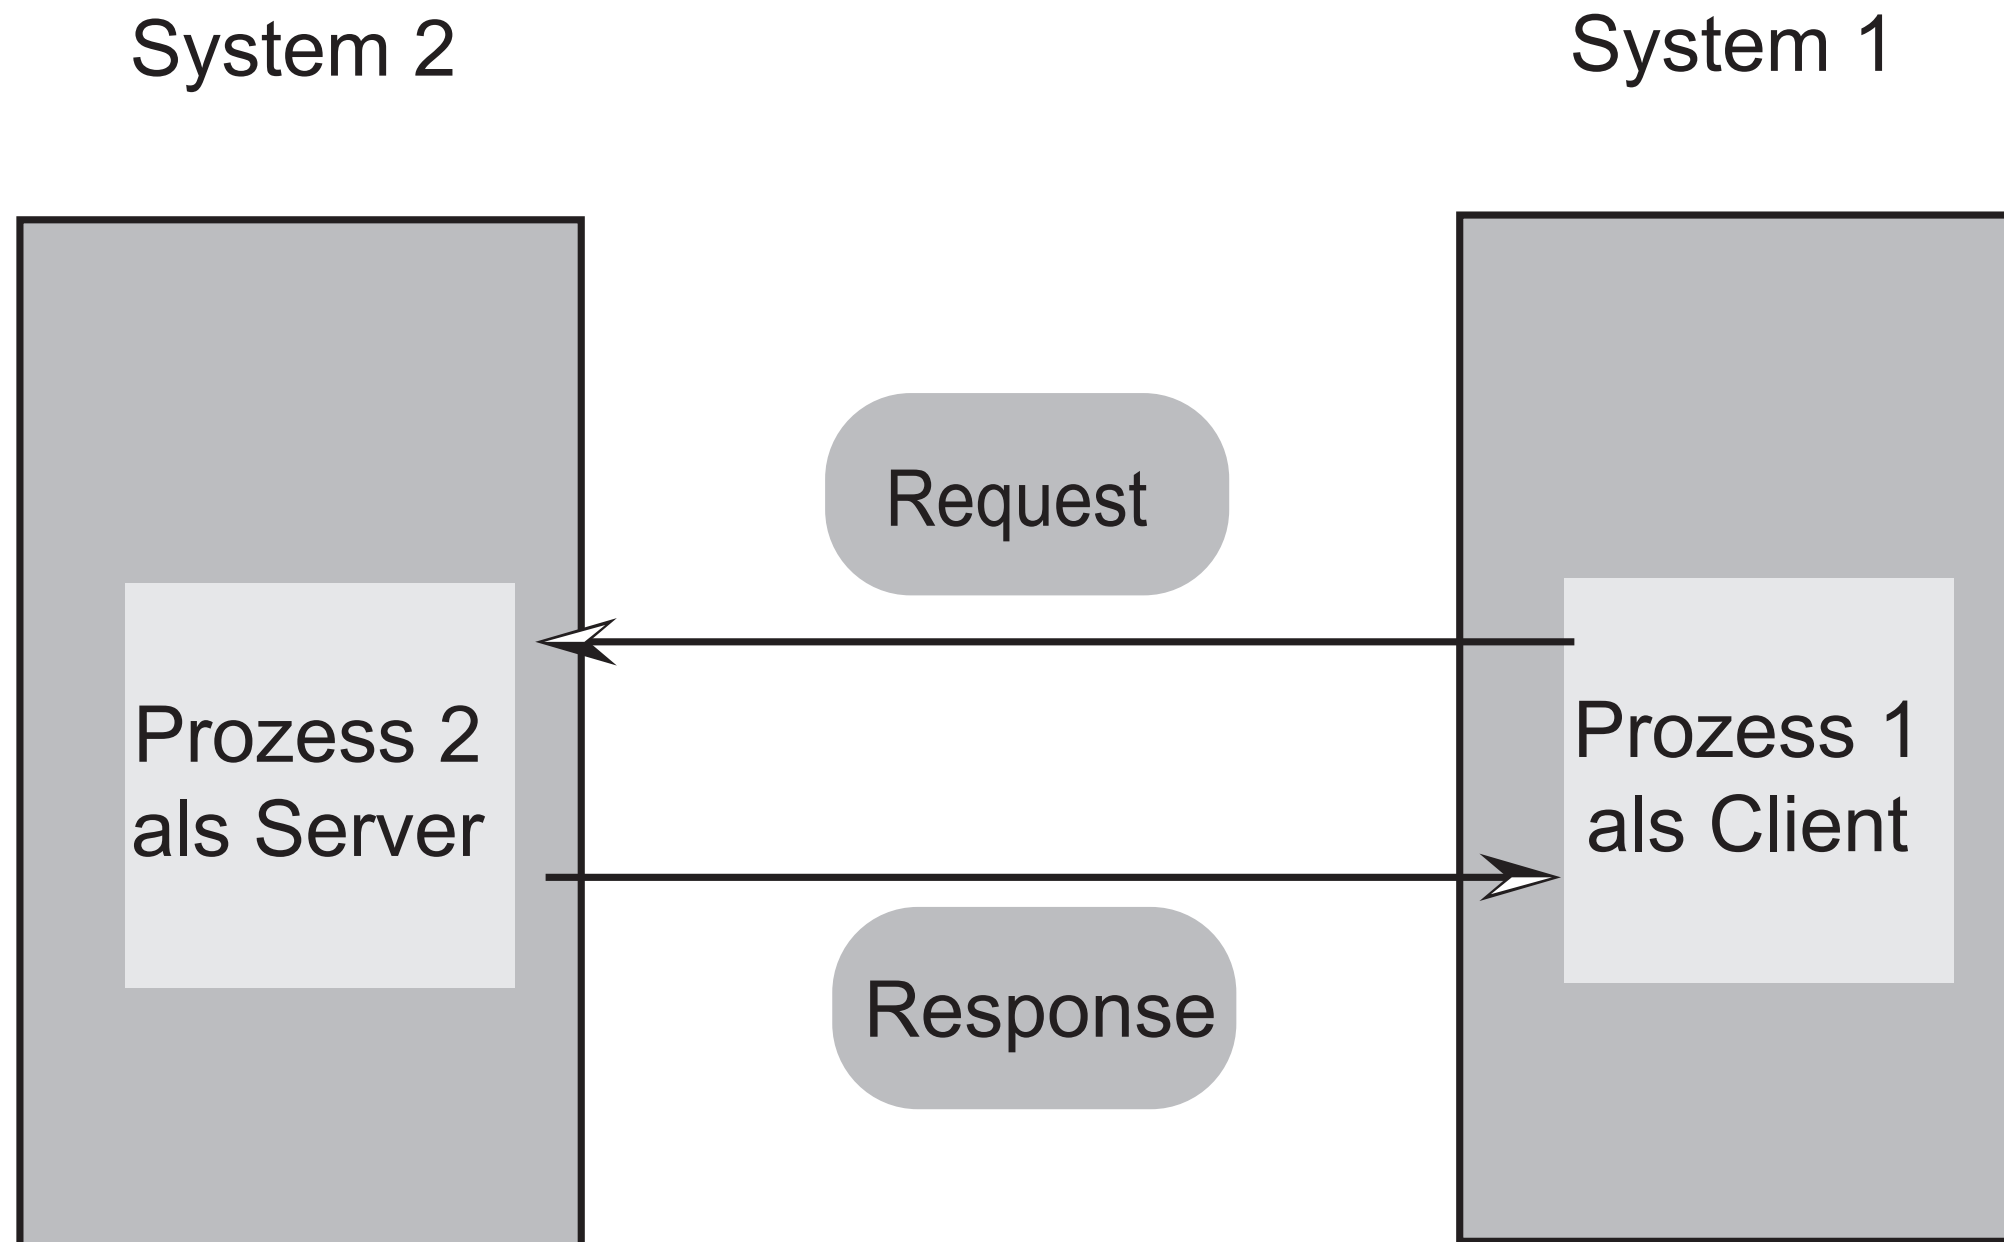 System 2
System 1
Request
Prozess 2
als Server
Prozess 1
als Client
Response